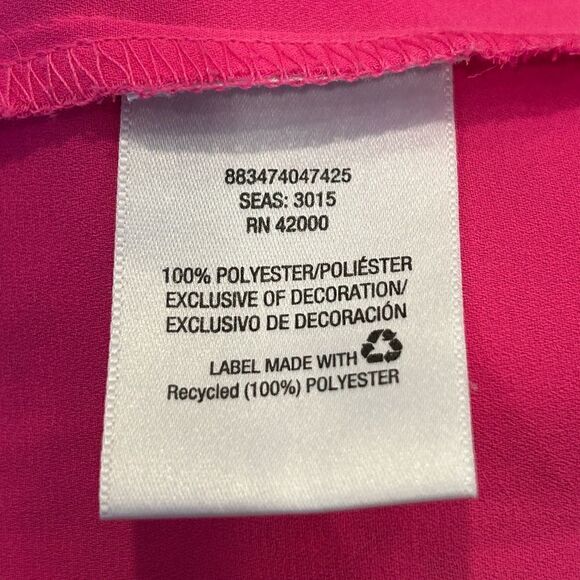 883474047425
SEAS: 3015
RN 42000
100% POLYESTER/POLIÉSTER
EXCLUSIVE OF DECORATION/
EXCLUSIVO DE DECORACIÓN
LABEL MADE WITH
Recycled (100%) POLYESTER